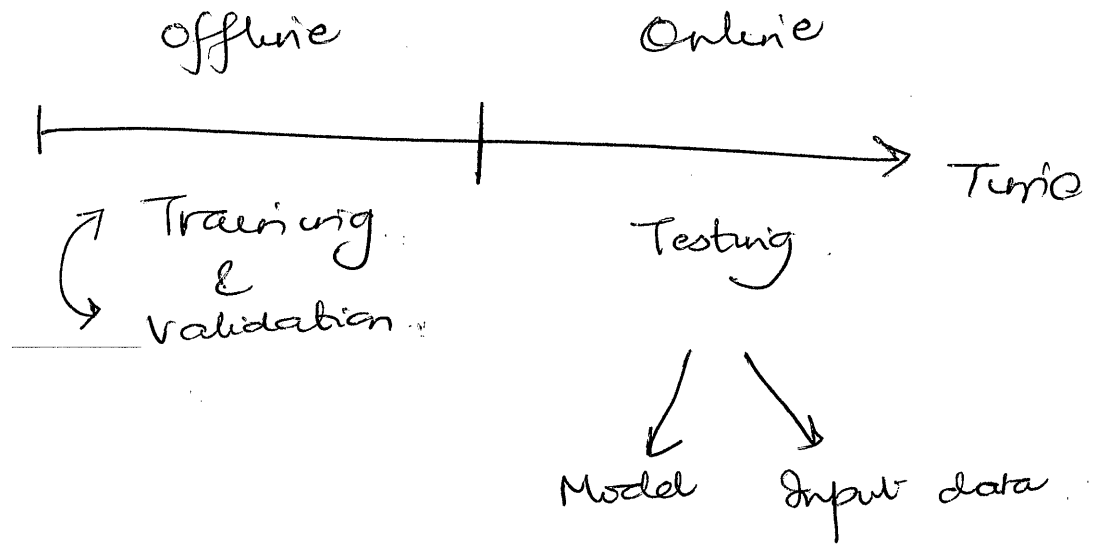 Offline
Online
Time
Training
&
Validation
Testing
Model
Input data